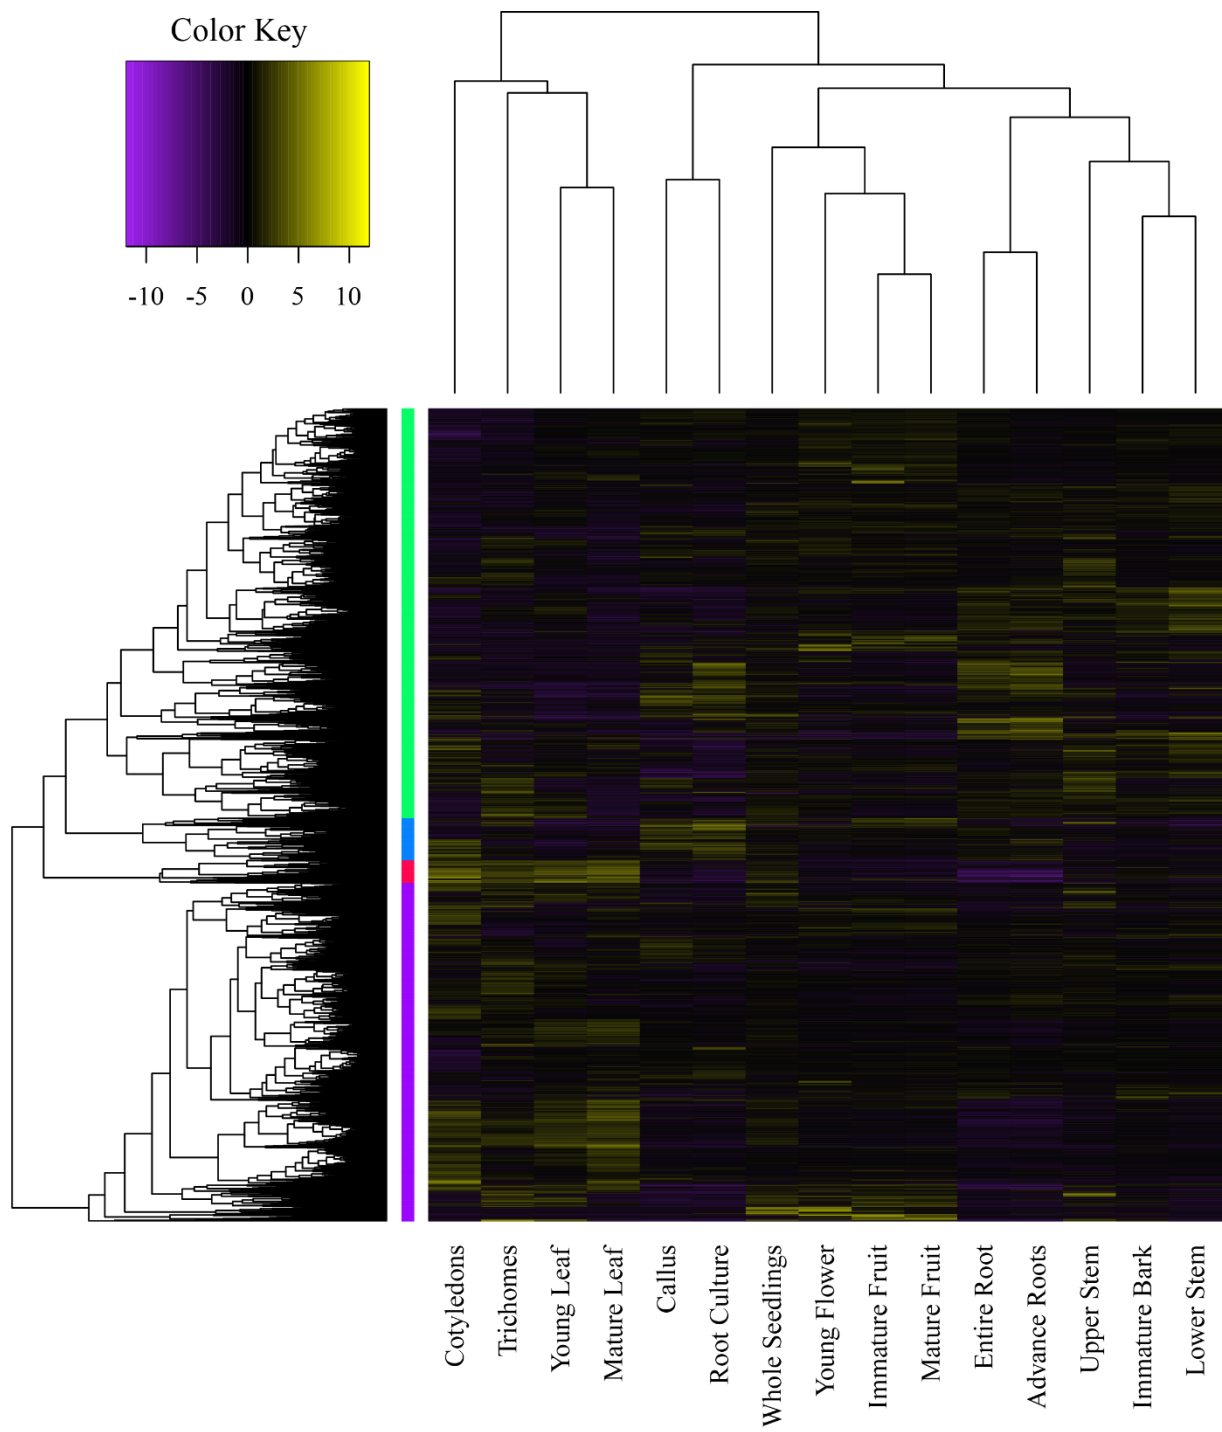 Color Key
-10 -5 0 5 10
Cotyledons
Trichomes
Young Leaf
Mature Leaf
Callus
Root Culture
Whole Seedlings
Young Flower
Immature Fruit
Mature Fruit
Entire Root
Advance Roots
Upper Stem
Immature Bark
Lower Stem